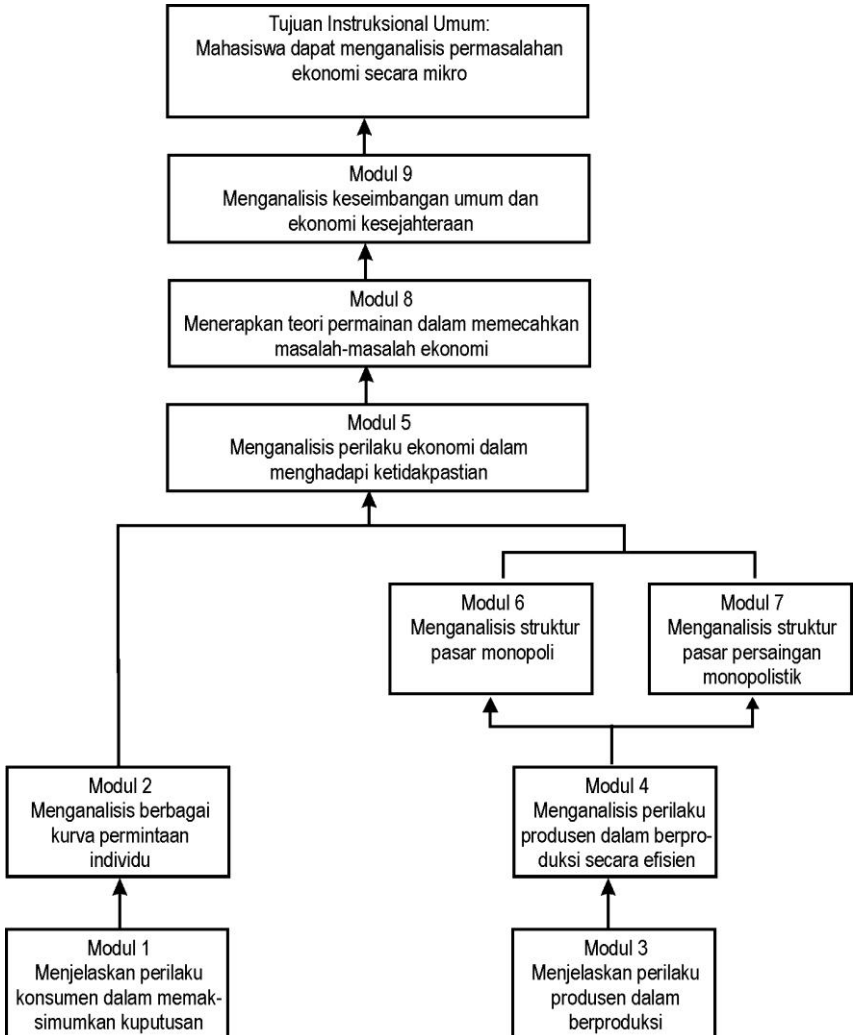 Tujuan Instruksional Umum:
Mahasiswa dapat menganalisis permasalahan
ekonomi secara mikro
Modul 9
Menganalisis keseimbangan umum dan
ekonomi kesejahteraan
Modul 8
Menerapkan teori permainan dalam memecahkan
masalah-masalah ekonomi
Modul 5
Menganalisis perilaku ekonomi dalam
menghadapi ketidakpastian
Modul 6
Menganalisis struktur
pasar monopoli
Modul 7
Menganalisis struktur
pasar persaingan
monopolistik
Modul 2
Menganalisis berbagai
kurva permintaan
individu
Modul 4
Menganalisis perilaku
produsen dalam berpro-
duksi secara efisien
Modul 1
Menjelaskan perilaku
konsumen dalam memak-
simumkan kuputusan
Modul 3
Menjelaskan perilaku
produsen dalam
berproduksi